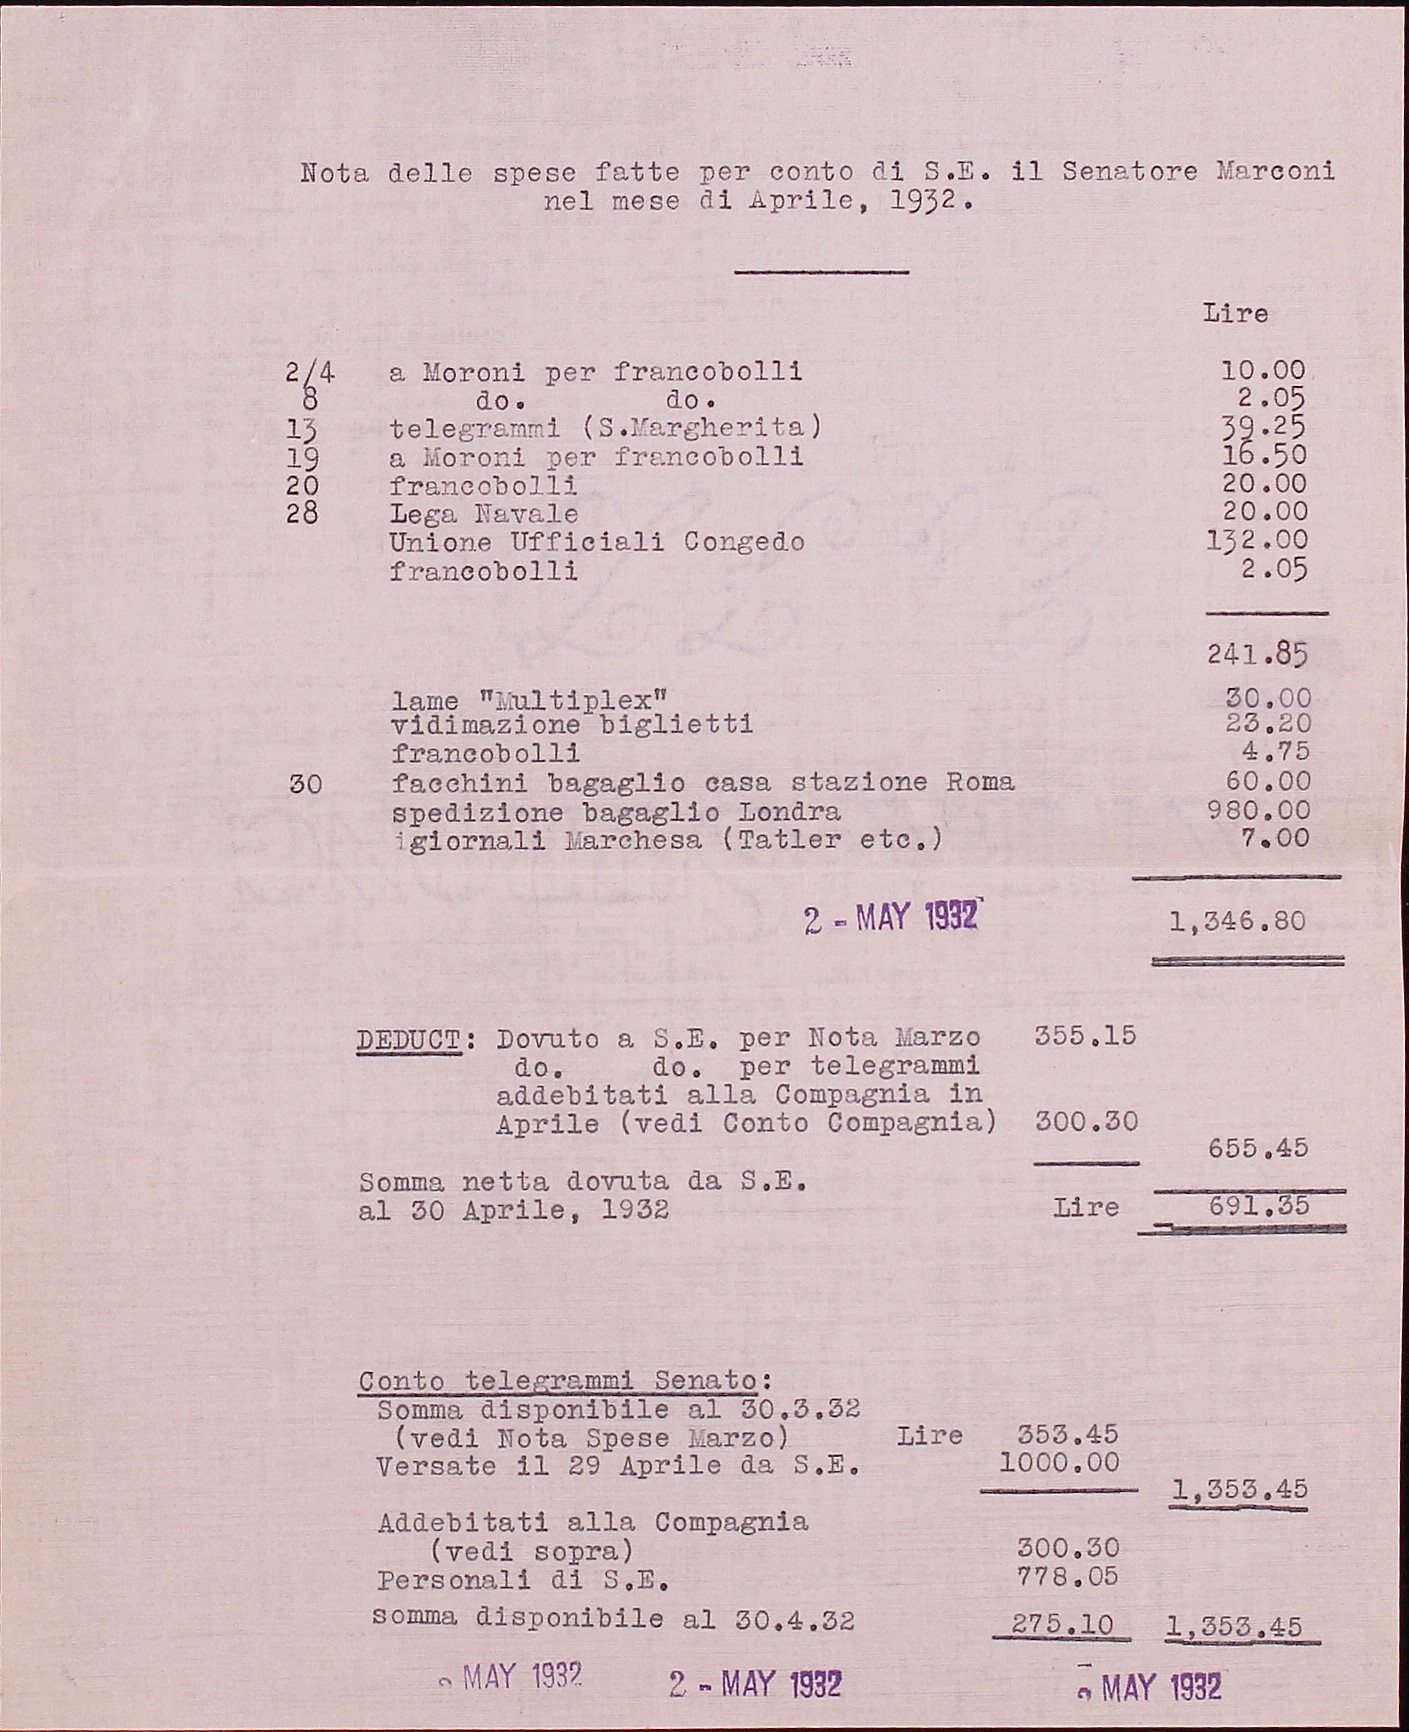 Nota delle spese fatte per conto di S.E. il Senatore Marconi
nel mese di Aprile, 1932.
Lire
2/4 a Moroni per francobolli 10.00
8 do. do. 2.05
13 telegrammi (S.Margherita) 39.25
19 a Moroni per francobolli 16.50
20 francobolli 20.00
28 Lega Navale 20.00
Unione Ufficiali Congedo 132.00
francobolli 2.05
241.85
lame "Multiplex" 30.00
vidimazione biglietti 23.20
francobolli 4.75
30 facchini bagaglio casa stazione Roma 60.00
spedizione bagaglio Londra 980.00
igiornali Marchesa (Tatler etc.) 7.00
2 - MAY 1932 1,346.80
DEDUCT: Dovuto a S.E. per Nota Marzo 355.15
do. do. per telegrammi
addebitati alla Compagnia in
Aprile (vedi Conto Compagnia) 300.30
655.45
Somma netta dovuta da S.E.
al 30 Aprile, 1932 Lire 691.35
Conto telegrammi Senato:
Somma disponibile al 30.3.32
(vedi Nota Spese Marzo) Lire 353.45
Versate il 29 Aprile da S.E. 1000.00
1,353.45
Addebitati alla Compagnia
(vedi sopra) 300.30
Personali di S.E. 778.05
somma disponibile al 30.4.32 275.10 1,353.45
MAY 1932 2 - MAY 1932 MAY 1932